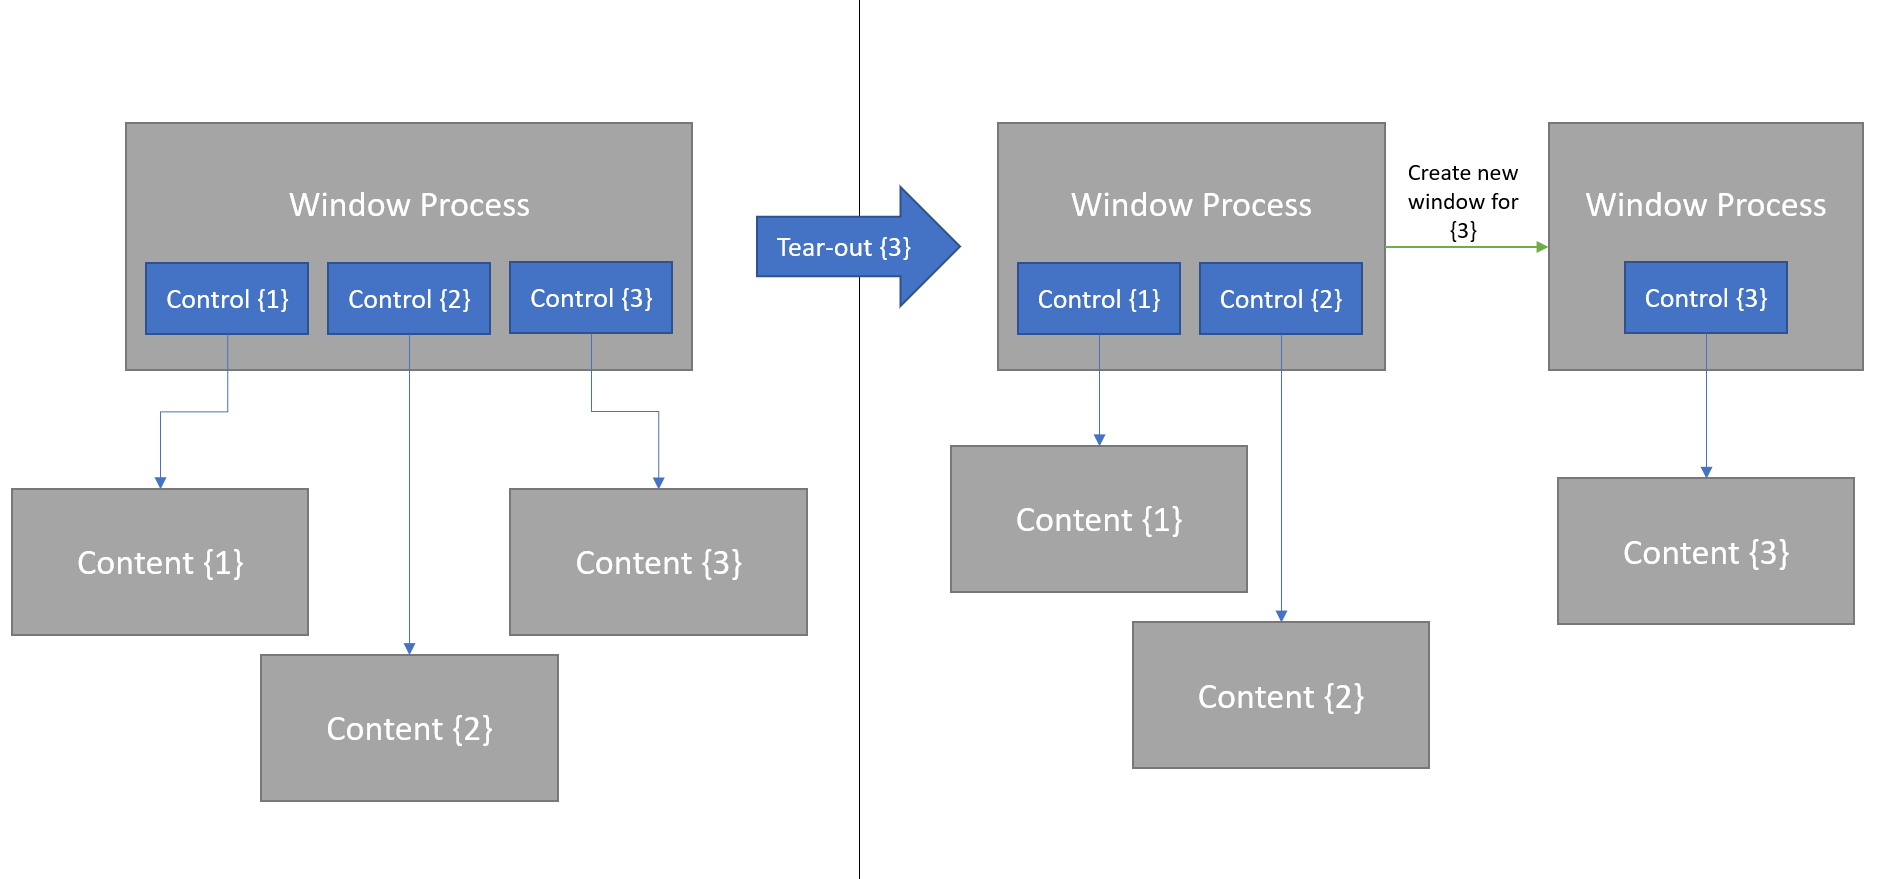 Window Process
Control {1}
Control {2}
Control {3}
Content {1}
Content {3}
Content {2}
Tear-out {3}
Window Process
Control {1}
Control {2}
Create new
window for
{3}
Window Process
Control {3}
Content {1}
Content {2}
Content {3}